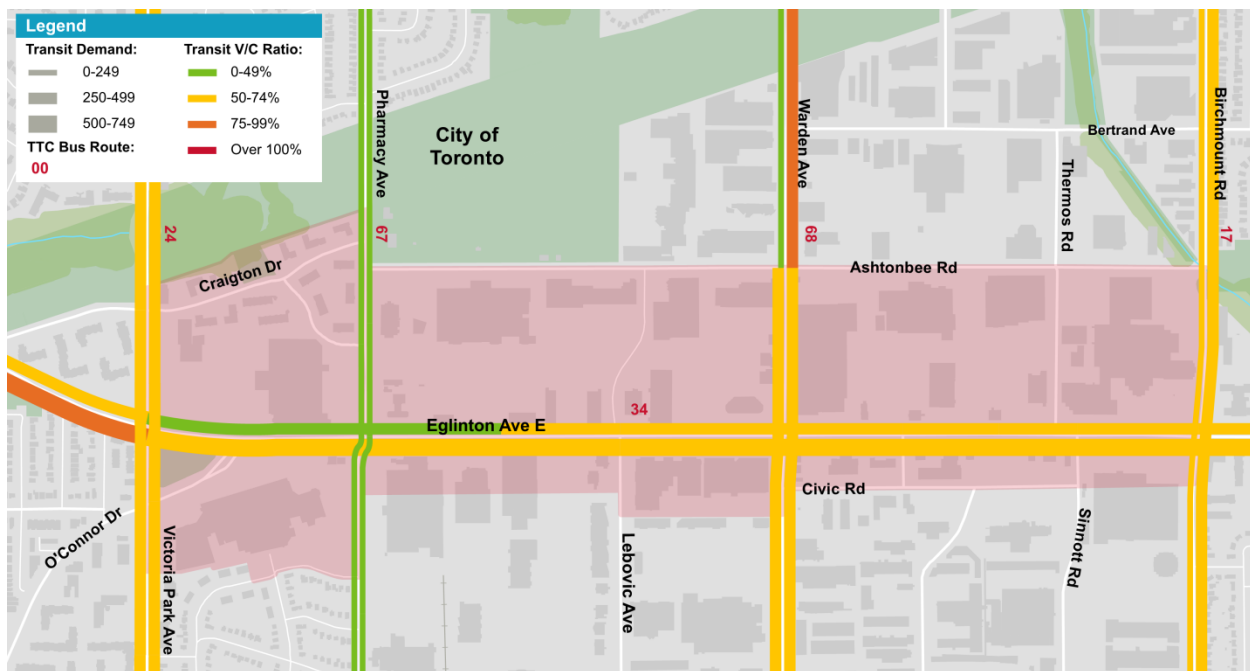 Legend
Transit Demand:
0-249
250-499
500-749
TTC Bus Route:
00
Transit V/C Ratio:
0-49%
50-74%
75-99%
Over 100%
City of
Toronto
Pharmacy Ave
Warden Ave
Bertrand Ave
Thermos Rd
Birchmount Rd
24
67
68
17
Craigton Dr
Ashtonbee Rd
34
Eglinton Ave E
Civic Rd
O'Connor Dr
Victoria Park Ave
Lebovic Ave
Sinnott Rd